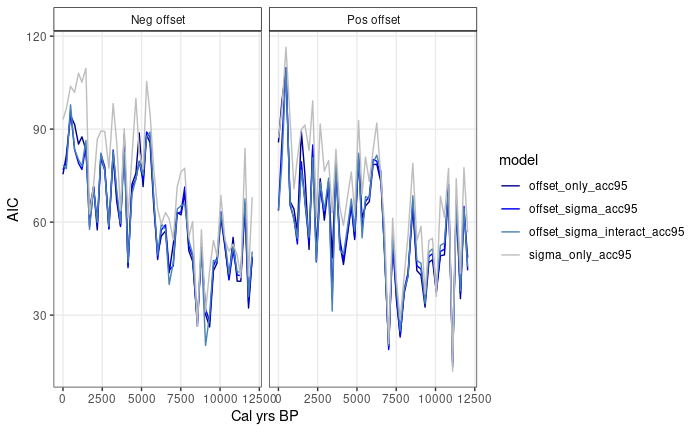 Neg offset Pos offset
120
90
60
30
AIC
0 2500 5000 7500 10000 12500 0 2500 5000 7500 10000 12500
Cal yrs BP
model
offset_only_acc95
offset_sigma_acc95
offset_sigma_interact_acc95
sigma_only_acc95